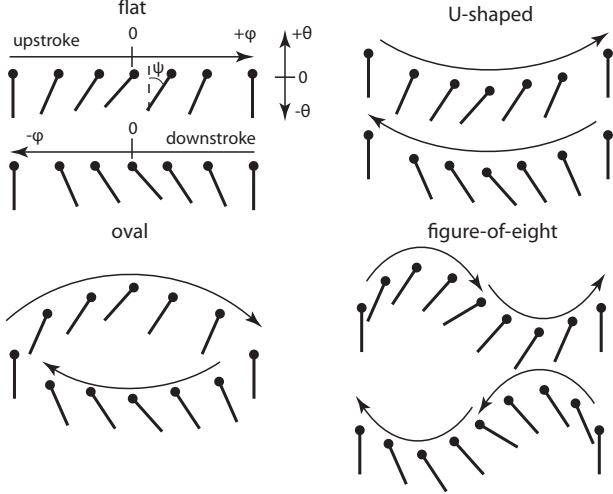 flat
U-shaped
upstroke
0
+φ
+θ
ψ
0
-θ
-φ
0
downstroke
oval
figure-of-eight